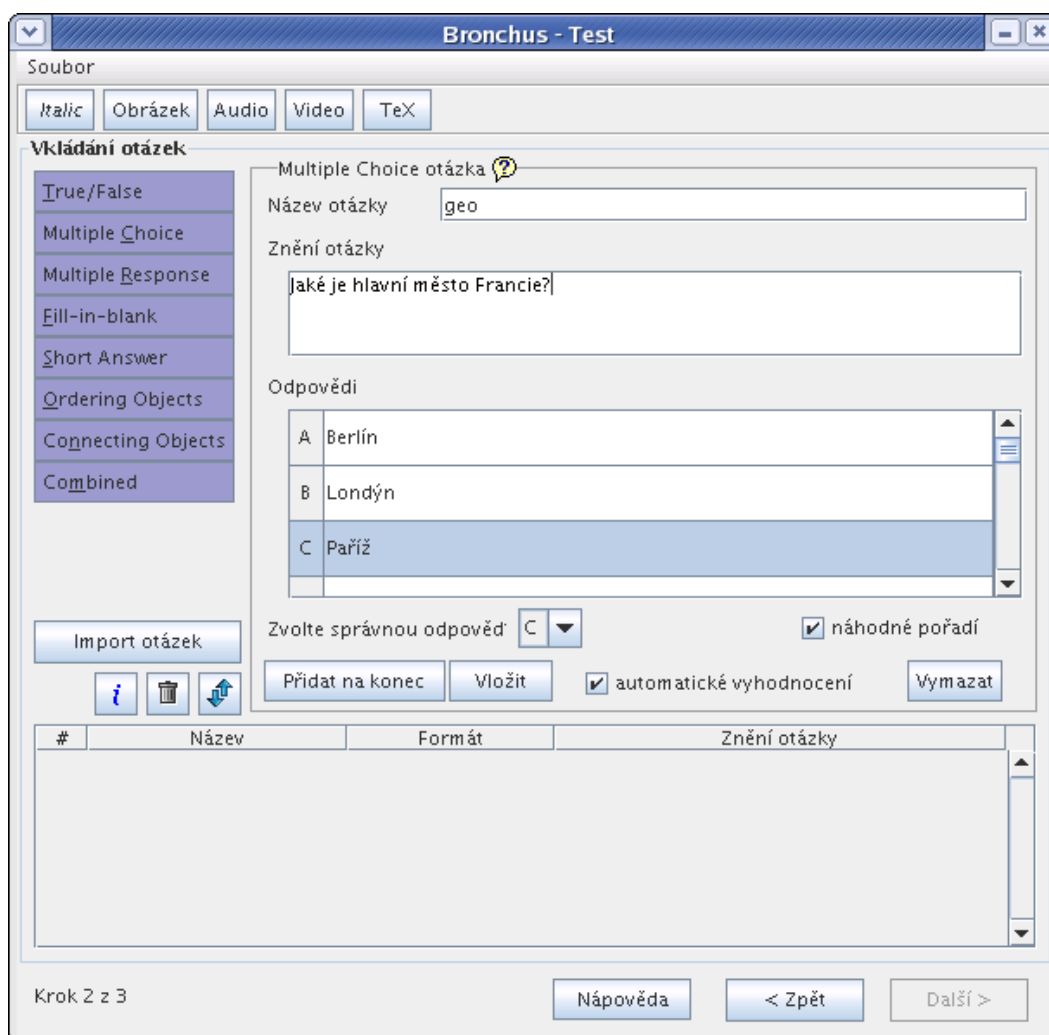 Bronchus - Test
Soubor
Italic Obrázek Audio Video TeX
Vkládání otázek
True/False
Multiple Choice
Multiple Response
Fill-in-blank
Short Answer
Ordering Objects
Connecting Objects
Combined
Import otázek
i
Multiple Choice otázka ?
Název otázky geo
Znění otázky
Jaké je hlavní město Francie?
Odpovědi
A Berlín
B Londýn
C Paříž
Zvolte správnou odpověď C náhodné pořadí
Přidat na konec Vložit automatické vyhodnocení Vymazat
# Název Formát Znění otázky
Krok 2 z 3 Nápověda < Zpět Další >